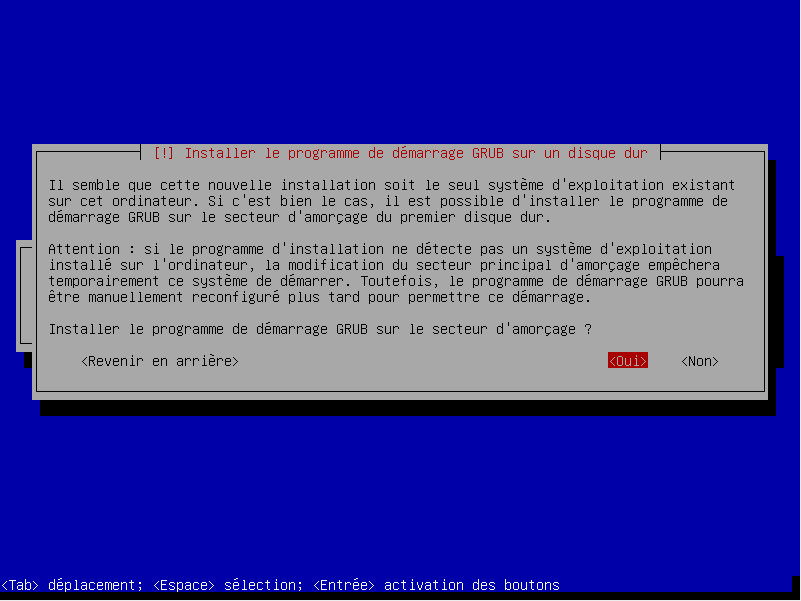 [!] Installer le programme de démarrage GRUB sur un disque dur
Il semble que cette nouvelle installation soit le seul système d'exploitation existant
sur cet ordinateur. Si c'est bien le cas, il est possible d'installer le programme de
démarrage GRUB sur le secteur d'amorçage du premier disque dur.
Attention : si le programme d'installation ne détecte pas un système d'exploitation
installé sur l'ordinateur, la modification du secteur principal d'amorçage empêchera
temporairement ce système de démarrer. Toutefois, le programme de démarrage GRUB pourra
être manuellement reconfiguré plus tard pour permettre ce démarrage.
Installer le programme de démarrage GRUB sur le secteur d'amorçage ?
<Revenir en arrière> <Oui> <Non>
<Tab> déplacement; <Espace> sélection; <Entrée> activation des boutons